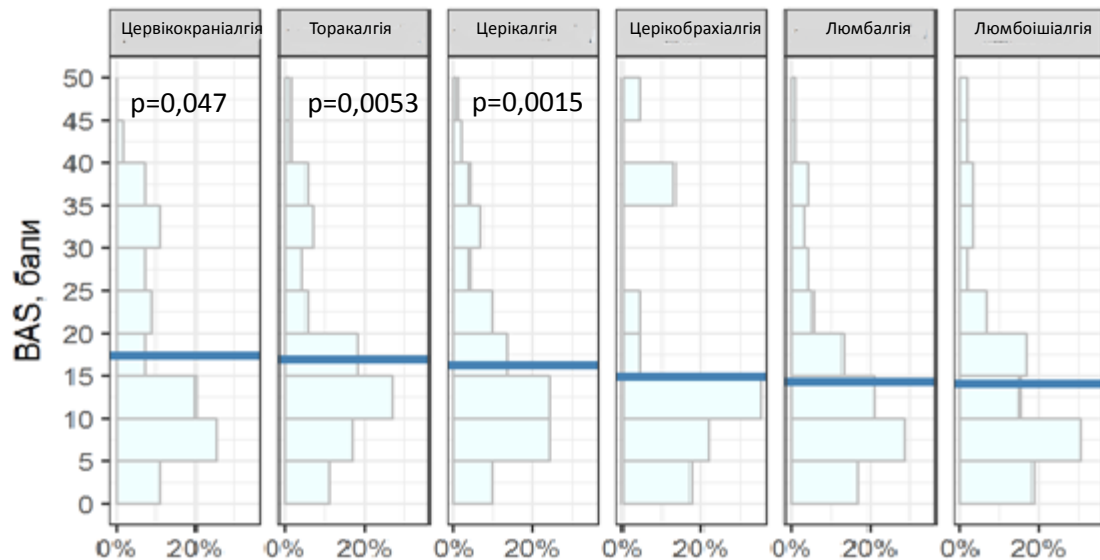 Цервікокраніалгія
Торакалгія
Церікалгія
Церікобрахіалгія
Люмбалгія
Люмбоішіалгія
p=0,047
p=0,0053
p=0,0015
BAS, бали
50
45
40
35
30
25
20
15
10
5
0
0% 20% 0% 20% 0% 20% 0% 20% 0% 20% 0% 20%